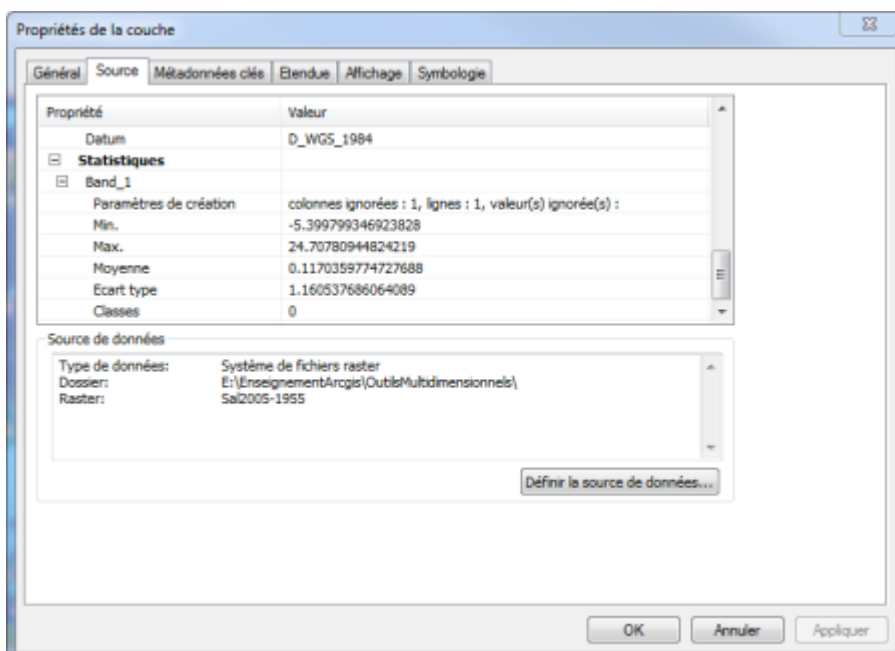 Propriétés de la couche
Général Source Métadonnées clés Etendue Affichage Symbologie
Propriété Valeur
Datum D_WGS_1984
Statistiques
Band_1
Paramètres de création colonnes ignorées : 1, lignes : 1, valeur(s) ignorée(s) :
Min. -5.399799346923828
Max. 24.70780944824219
Moyenne 0.1170359774727688
Ecart type 1.160537686064089
Classes 0
Source de données
Type de données: Système de fichiers raster
Dossier: E:\EnseignementArcgis\OutilsMultidimensionnels\
Raster: Sal2005-1955
Définir la source de données...
OK Annuler Appliquer